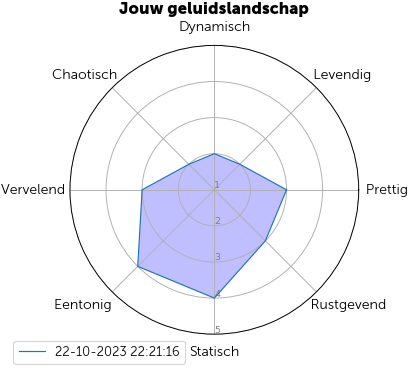 Jouw geluidslandschap
Dynamisch
Chaotisch
Levendig
Vervelend
1
Prettig
2
3
4
Eentonig
Rustgevend
5
22-10-2023 22:21:16
Statisch